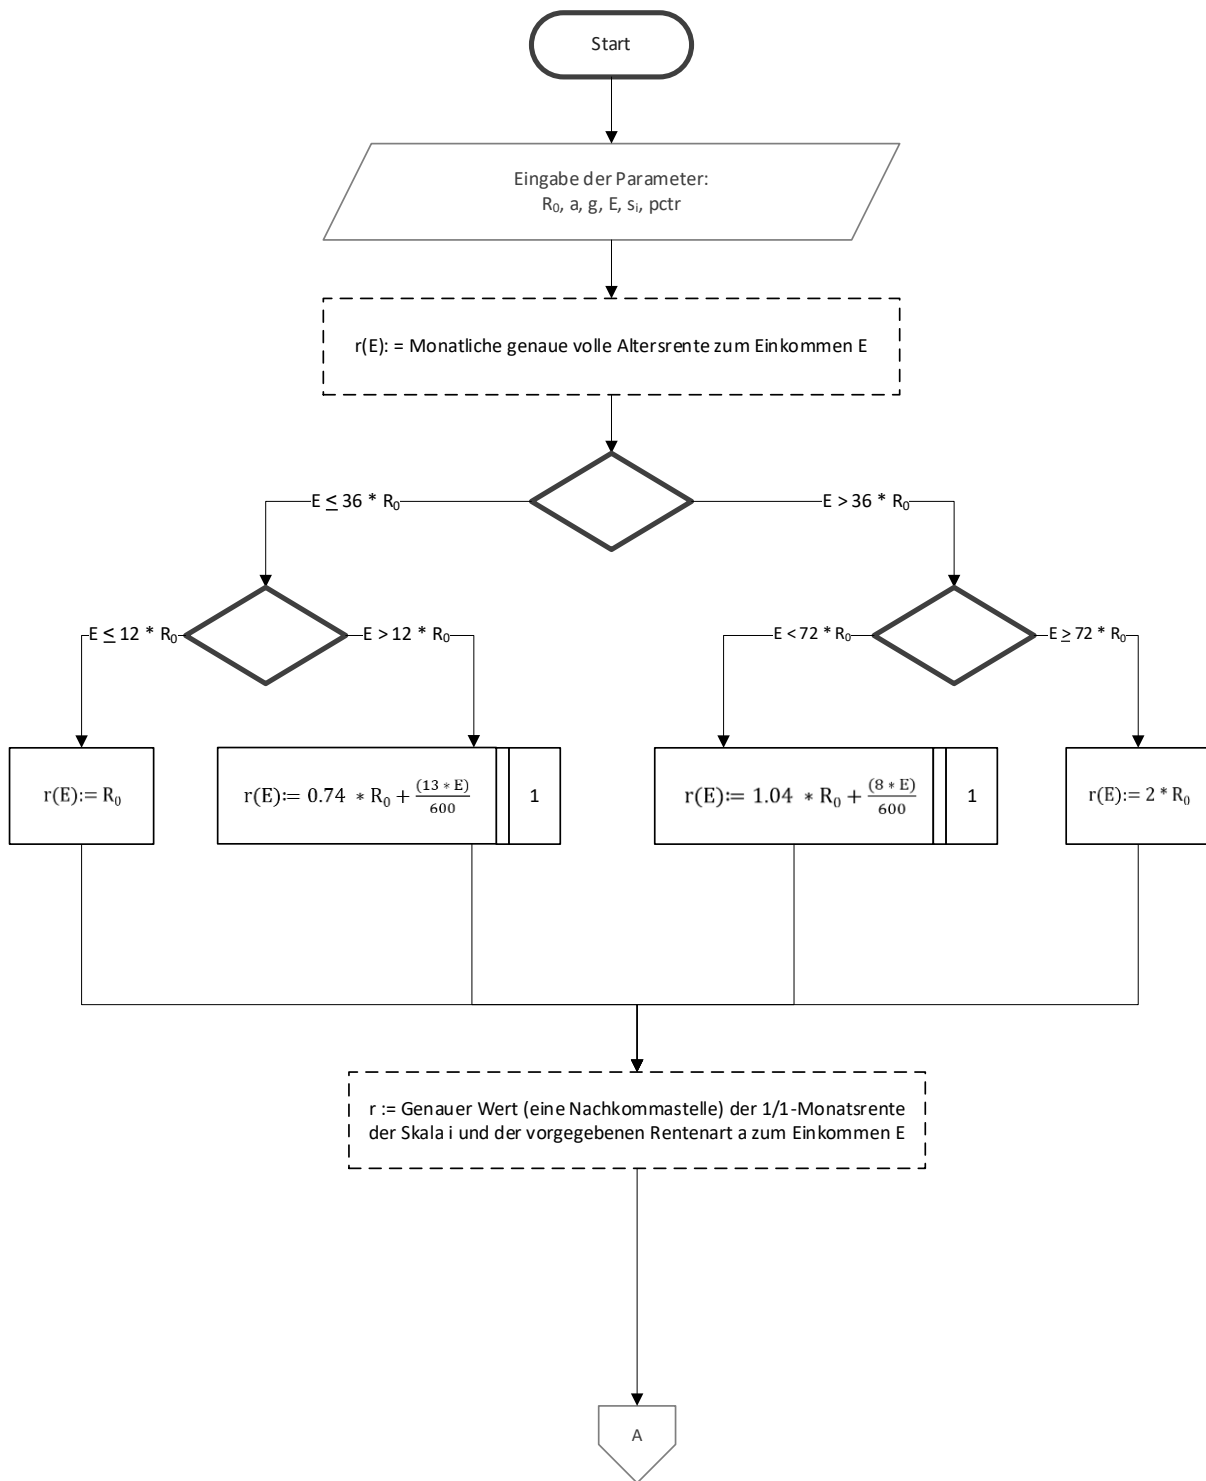 Start
Eingabe der Parameter:
R₀, a, g, E, sᵢ, pctr
r(E): = Monatliche genaue volle Altersrente zum Einkommen E
E ≤ 36 * R₀
E > 36 * R₀
E ≤ 12 * R₀
E > 12 * R₀
E < 72 * R₀
E ≥ 72 * R₀
r(E):= R₀
r(E):= 0.74 * R₀ + (13 * E)/600
1
r(E):= 1.04 * R₀ + (8 * E)/600
1
r(E):= 2 * R₀
r := Genauer Wert (eine Nachkommastelle) der 1/1-Monatsrente
der Skala i und der vorgegebenen Rentenart a zum Einkommen E
A